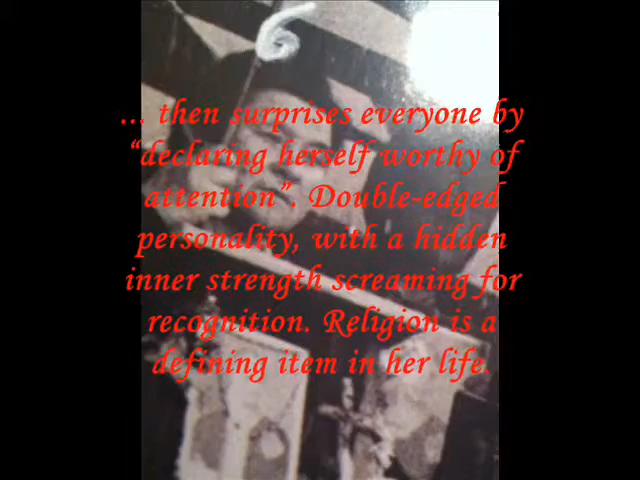 6
... then surprises everyone by
“declaring herself worthy of
attention”. Double-edged
personality, with a hidden
inner strength screaming for
recognition. Religion is a
defining item in her life.